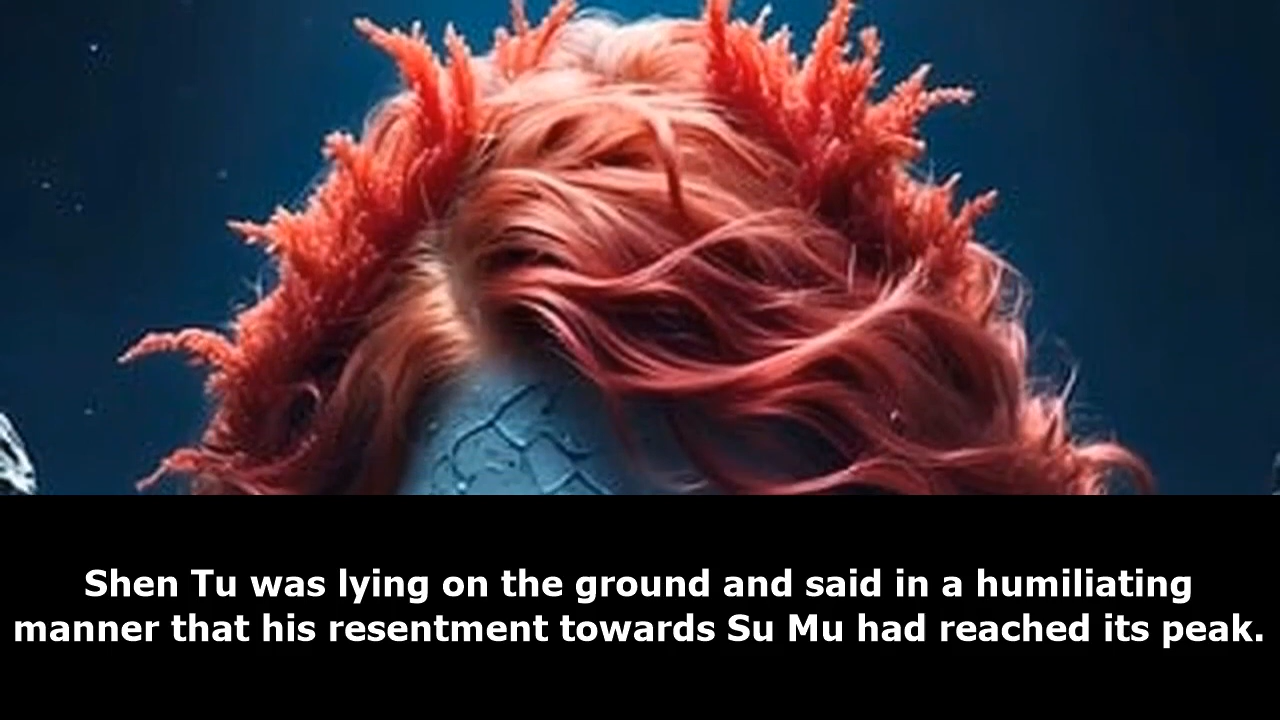 Shen Tu was lying on the ground and said in a humiliating
manner that his resentment towards Su Mu had reached its peak.